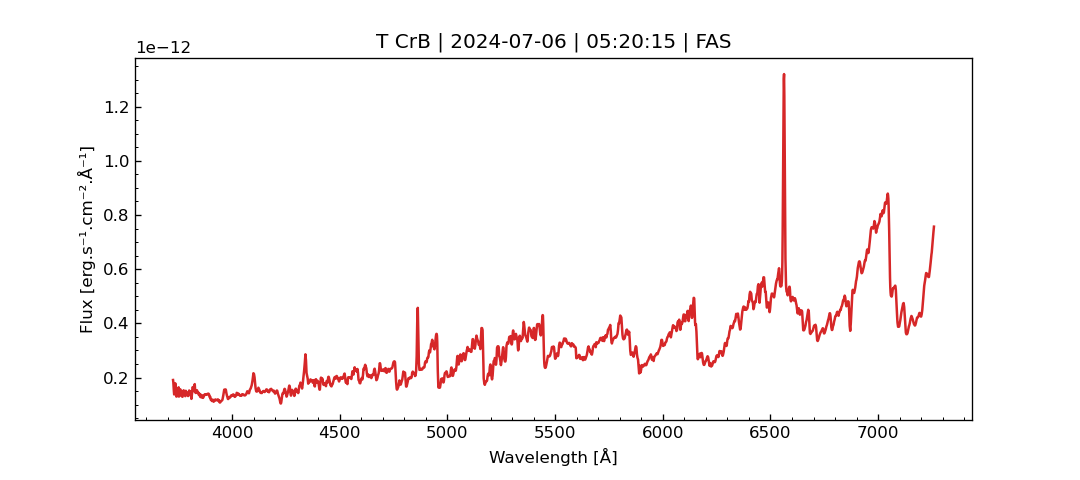 T CrB | 2024-07-06 | 05:20:15 | FAS
1e−12
1.2
1.0
0.8
0.6
0.4
0.2
Flux [erg.s⁻¹.cm⁻².Å⁻¹]
4000 4500 5000 5500 6000 6500 7000
Wavelength [Å]